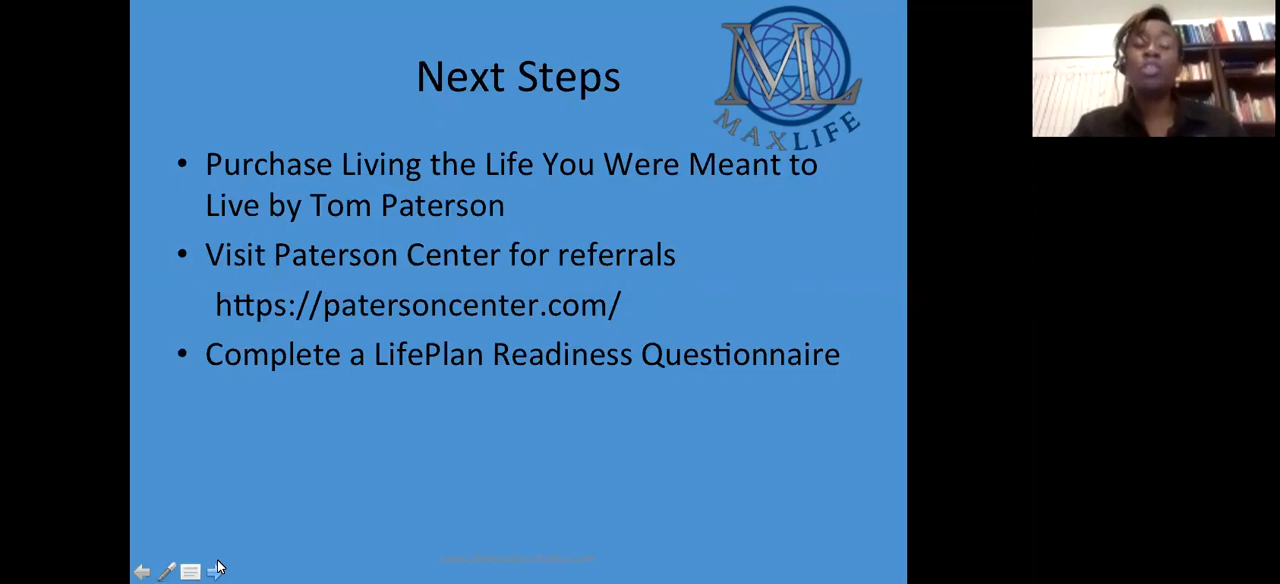 ML
MAXLIFE
Next Steps
• Purchase Living the Life You Were Meant to
Live by Tom Paterson
• Visit Paterson Center for referrals
https://patersoncenter.com/
• Complete a LifePlan Readiness Questionnaire